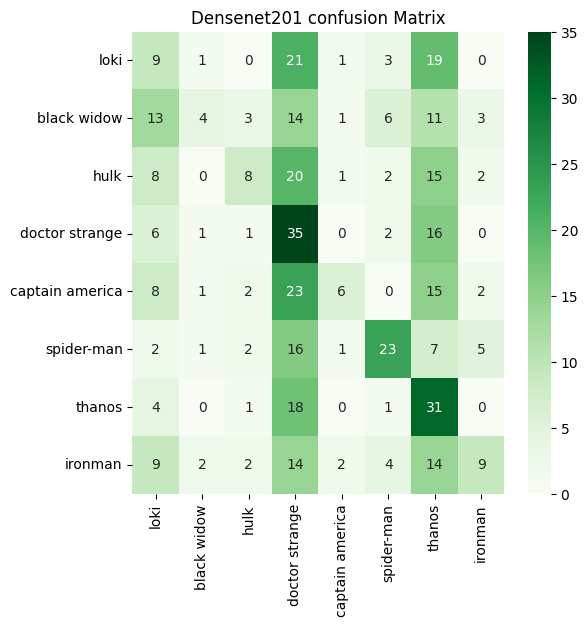 Densenet201 confusion Matrix
loki 9 1 0 21 1 3 19 0
black widow 13 4 3 14 1 6 11 3
hulk 8 0 8 20 1 2 15 2
doctor strange 6 1 1 35 0 2 16 0
captain america 8 1 2 23 6 0 15 2
spider-man 2 1 2 16 1 23 7 5
thanos 4 0 1 18 0 1 31 0
ironman 9 2 2 14 2 4 14 9
loki black widow hulk doctor strange captain america spider-man thanos ironman
35
30
25
20
15
10
5
0